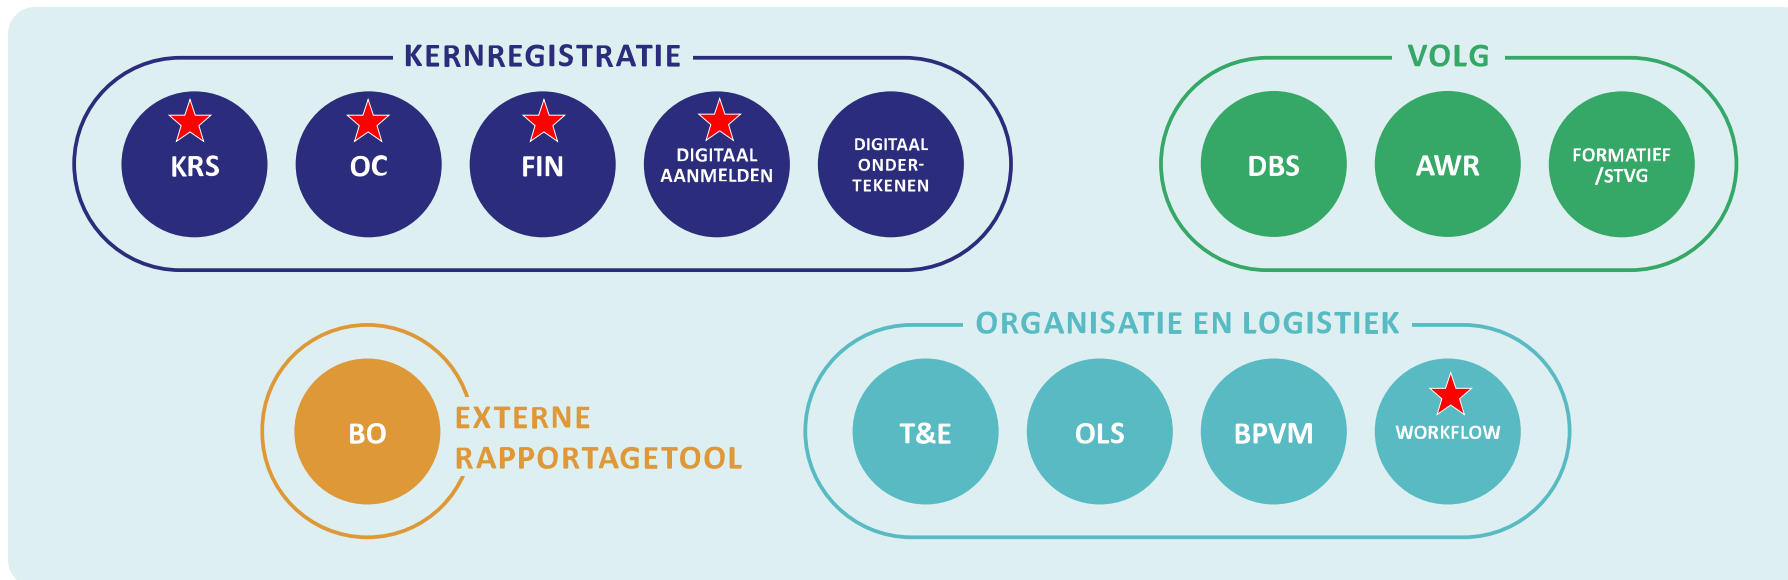 KERNREGISTRATIE
KRS
OC
FIN
DIGITAAL
AANMELDEN
DIGITAAL
ONDER-
TEKENEN
VOLG
DBS
AWR
FORMATIEF
/STVG
BO
EXTERNE
RAPPORTAGETOOL
ORGANISATIE EN LOGISTIEK
T&E
OLS
BPVM
WORKFLOW